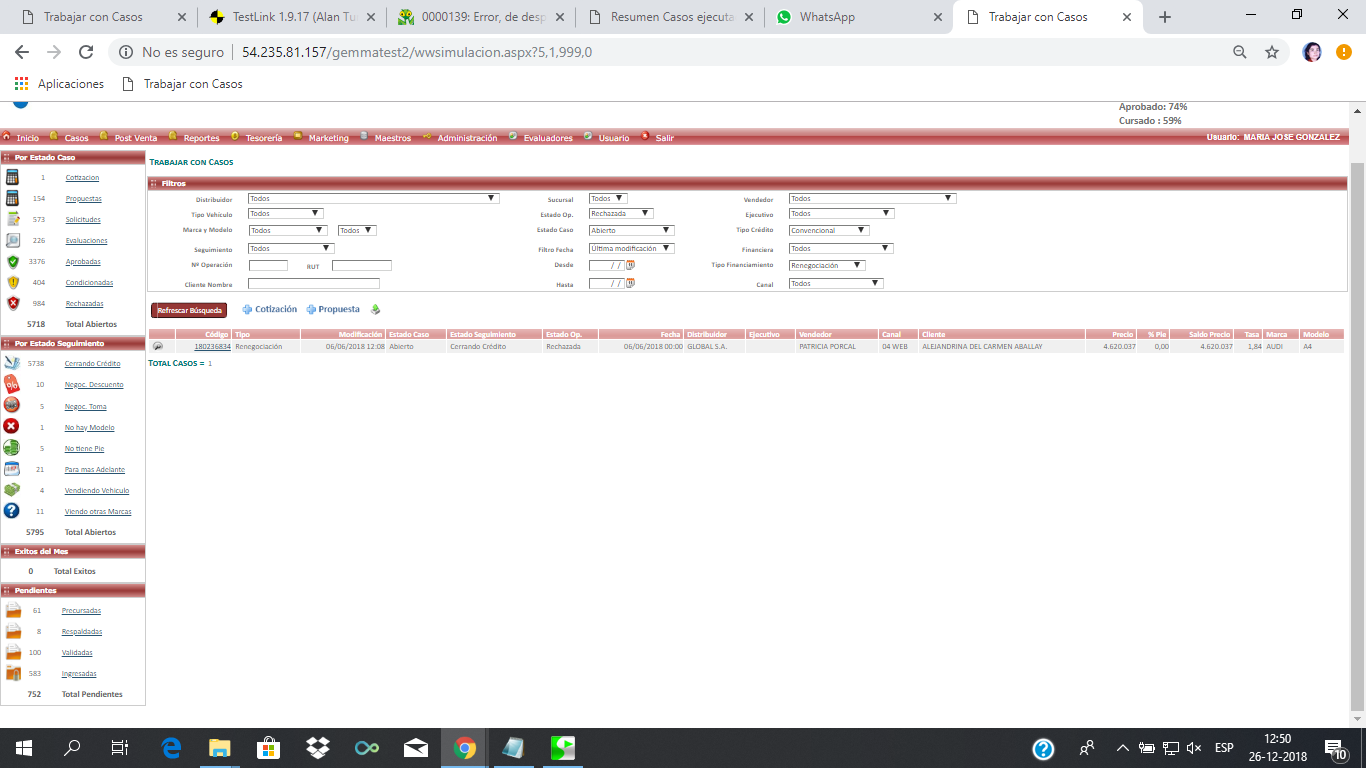 Trabajar con Casos
TestLink 1.9.17 (Alan Tu
0000139: Error, de desp
Resumen Casos ejecuta
WhatsApp
Trabajar con Casos
No es seguro 54.235.81.157/gemmatest2/wwsimulacion.aspx?5,1,999,0
Aplicaciones Trabajar con Casos
Aprobado: 74%
Cursado : 59%
Inicio Casos Post Venta Reportes Tesorería Marketing Maestros Administración Evaluadores Usuario Salir Usuario: MARIA JOSE GONZALEZ
Por Estado Caso
1 Cotizacion
154 Propuestas
573 Solicitudes
226 Evaluaciones
3376 Aprobadas
404 Condicionadas
984 Rechazadas
5718 Total Abiertos
Por Estado Seguimiento
5738 Cerrando Crédito
10 Negoc. Descuento
5 Negoc. Toma
1 No hay Modelo
5 No tiene Pie
21 Para mas Adelante
4 Vendiendo Vehiculo
11 Viendo otras Marcas
5795 Total Abiertos
Exitos del Mes
0 Total Exitos
Pendientes
61 Precursadas
8 Respaldadas
100 Validadas
583 Ingresadas
752 Total Pendientes
TRABAJAR CON CASOS
Filtros
Distribuidor Todos Sucursal Todos Vendedor Todos
Tipo Vehículo Todos Estado Op. Rechazada Ejecutivo Todos
Marca y Modelo Todos Todos Estado Caso Abierto Tipo Crédito Convencional
Seguimiento Todos Filtro Fecha Última modificación Financiera Todos
Nº Operación RUT Desde / / Tipo Financiamiento Renegociación
Cliente Nombre Hasta / / Canal Todos
Refrescar Búsqueda Cotización Propuesta
Código Tipo Modificación Estado Caso Estado Seguimiento Estado Op. Fecha Distribuidor Ejecutivo Vendedor Canal Cliente Precio % Pie Saldo Precio Tasa Marca Modelo
180236834 Renegociación 06/06/2018 12:08 Abierto Cerrando Crédito Rechazada 06/06/2018 00:00 GLOBAL S.A. PATRICIA PORCAL 04 WEB ALEJANDRINA DEL CARMEN ABALLAY 4.620.037 0,00 4.620.037 1,84 AUDI A4
TOTAL CASOS = 1
ESP
12:50
26-12-2018
10